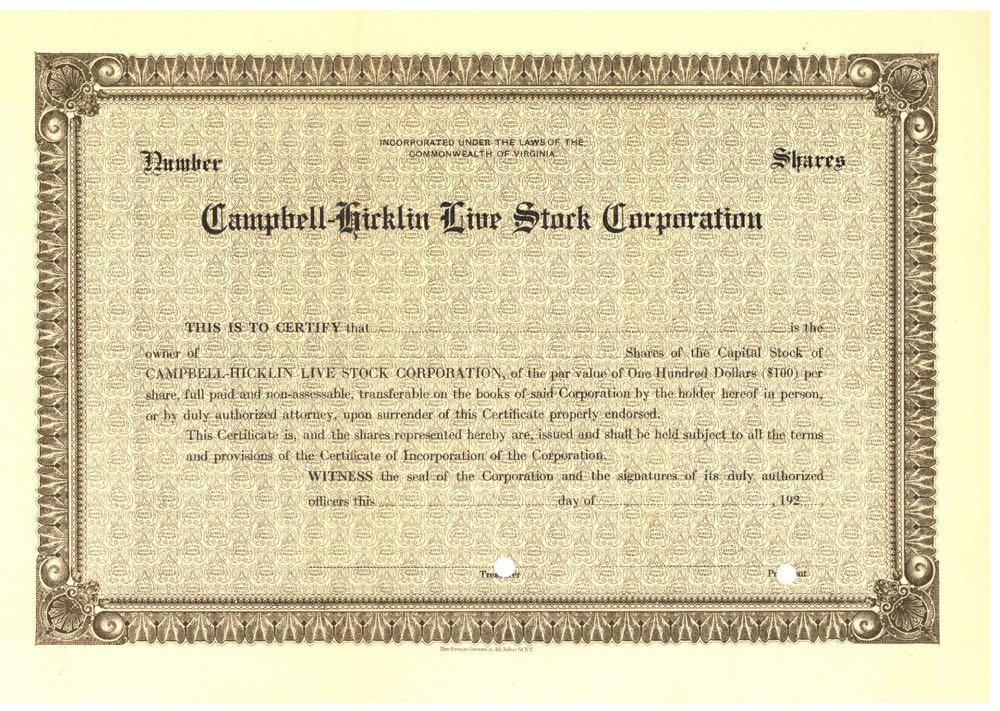 INCORPORATED UNDER THE LAWS OF THE
COMMONWEALTH OF VIRGINIA
Number
Shares
Campbell-Hicklin Live Stock Corporation
THIS IS TO CERTIFY that is the
owner of Shares of the Capital Stock of
CAMPBELL-HICKLIN LIVE STOCK CORPORATION, of the par value of One Hundred Dollars ($100) per
share, full paid and non-assessable, transferable on the books of said Corporation by the holder hereof in person,
or by duly authorized attorney, upon surrender of this Certificate properly endorsed.
This Certificate is, and the shares represented hereby are, issued and shall be held subject to all the terms
and provisions of the Certificate of Incorporation of the Corporation.
WITNESS the seal of the Corporation and the signatures of its duly authorized
officers this day of , 192